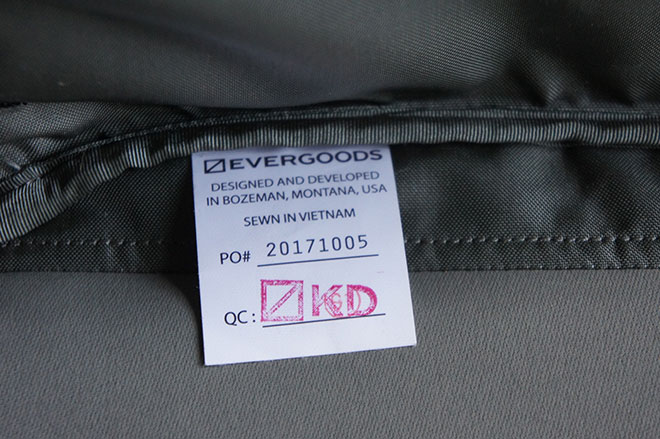 EVERGOODS
DESIGNED AND DEVELOPED
IN BOZEMAN, MONTANA, USA
SEWN IN VIETNAM
PO# 20171005
QC: KD